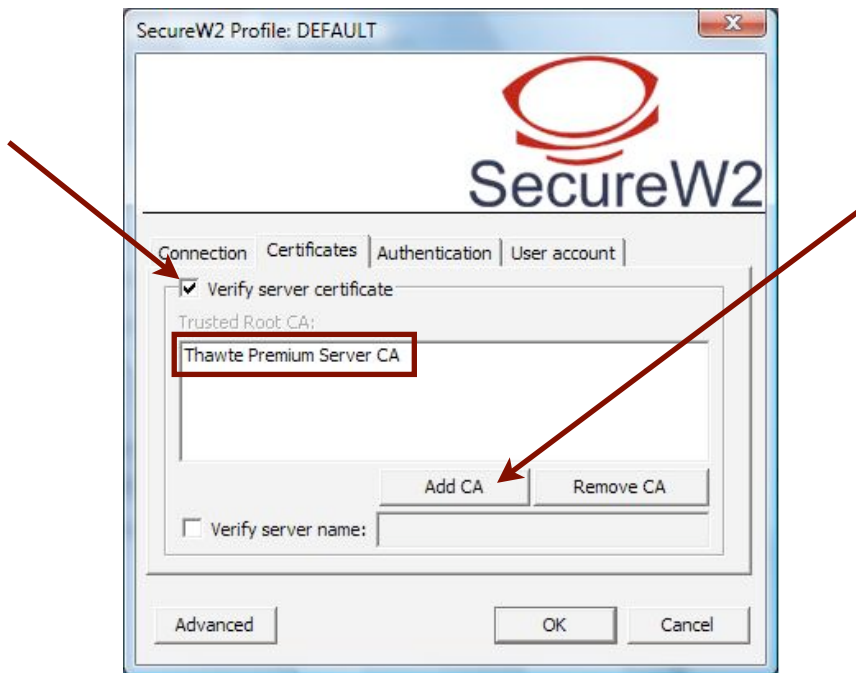 SecureW2 Profile: DEFAULT
SecureW2
Connection Certificates Authentication User account
Verify server certificate
Trusted Root CA:
Thawte Premium Server CA
Add CA Remove CA
Verify server name:
Advanced OK Cancel